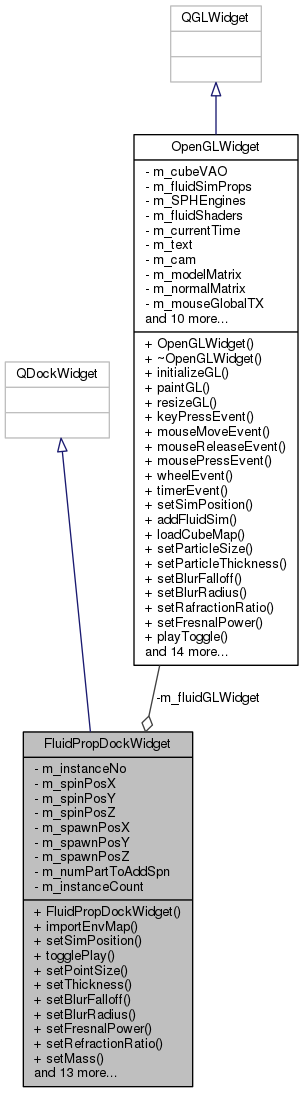 QGLWidget
OpenGLWidget
- m_cubeVAO
- m_fluidSimProps
- m_SPHEngines
- m_fluidShaders
- m_currentTime
- m_text
- m_cam
- m_modelMatrix
- m_normalMatrix
- m_mouseGlobalTX
and 10 more...
+ OpenGLWidget()
+ ~OpenGLWidget()
+ initializeGL()
+ paintGL()
+ resizeGL()
+ keyPressEvent()
+ mouseMoveEvent()
+ mouseReleaseEvent()
+ mousePressEvent()
+ wheelEvent()
+ timerEvent()
+ setSimPosition()
+ addFluidSim()
+ loadCubeMap()
+ setParticleSize()
+ setParticleThickness()
+ setBlurFalloff()
+ setBlurRadius()
+ setRafractionRatio()
+ setFresnalPower()
+ playToggle()
and 14 more...
QDockWidget
-m_fluidGLWidget
FluidPropDockWidget
- m_instanceNo
- m_spinPosX
- m_spinPosY
- m_spinPosZ
- m_spawnPosX
- m_spawnPosY
- m_spawnPosZ
- m_numPartToAddSpn
- m_instanceCount
+ FluidPropDockWidget()
+ importEnvMap()
+ setSimPosition()
+ togglePlay()
+ setPointSize()
+ setThickness()
+ setBlurFalloff()
+ setBlurRadius()
+ setFresnalPower()
+ setRefractionRatio()
+ setMass()
and 13 more...